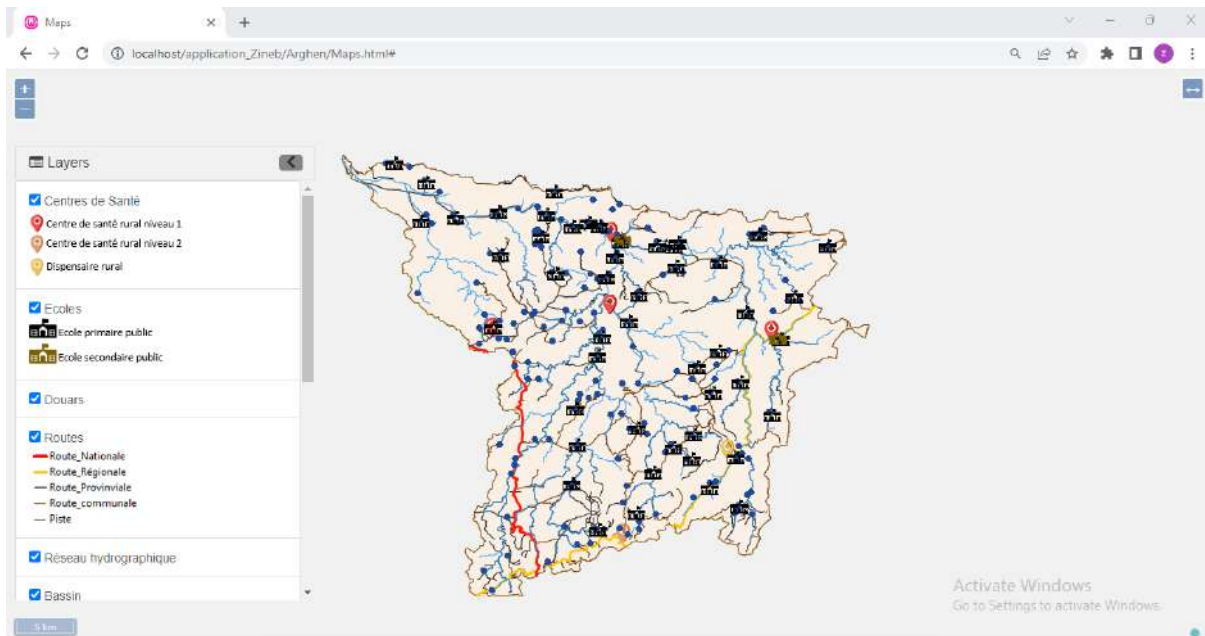 Maps
localhost/application_Zineb/Arghen/Maps.html#
Layers
Centres de Santé
Centre de santé rural niveau 1
Centre de santé rural niveau 2
Dispensaire rural
Ecoles
Ecole primaire public
Ecole secondaire public
Douars
Routes
Route_Nationale
Route_Régionale
Route_Provinviale
Route_communale
Piste
Réseau hydrographique
Bassin
Activate Windows
Go to Settings to activate Windows.
5 km